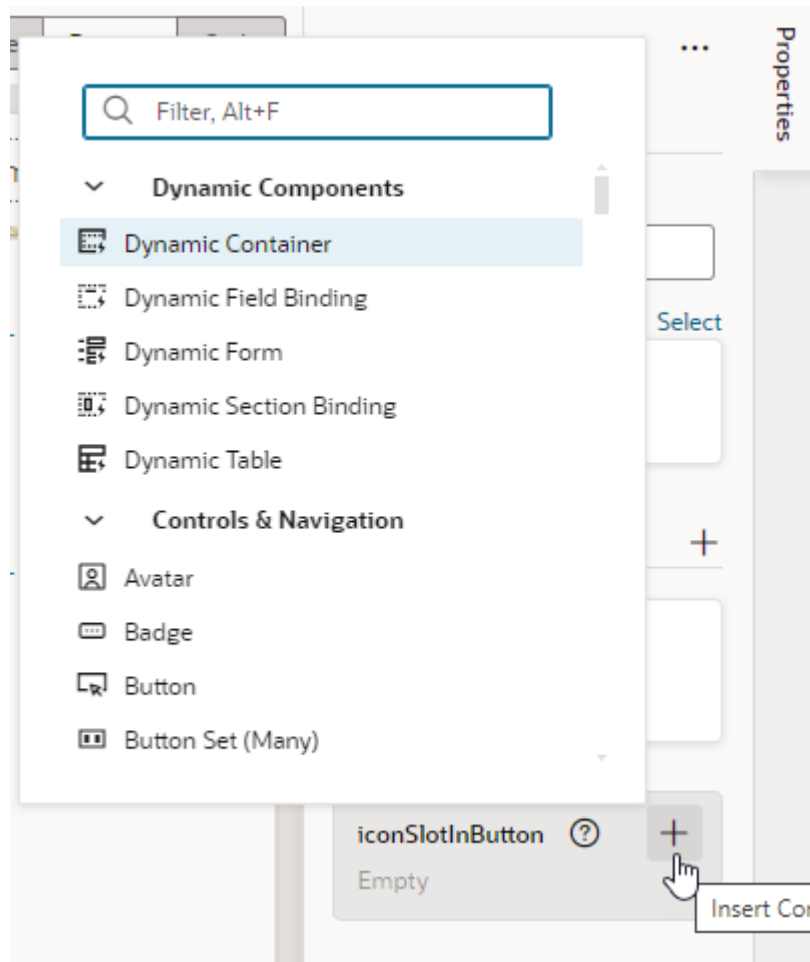 Properties
Filter, Alt+F
Dynamic Components
Dynamic Container
Dynamic Field Binding
Select
Dynamic Form
Dynamic Section Binding
Dynamic Table
Controls & Navigation
Avatar
Badge
Button
Button Set (Many)
iconSlotInButton
Empty
Insert